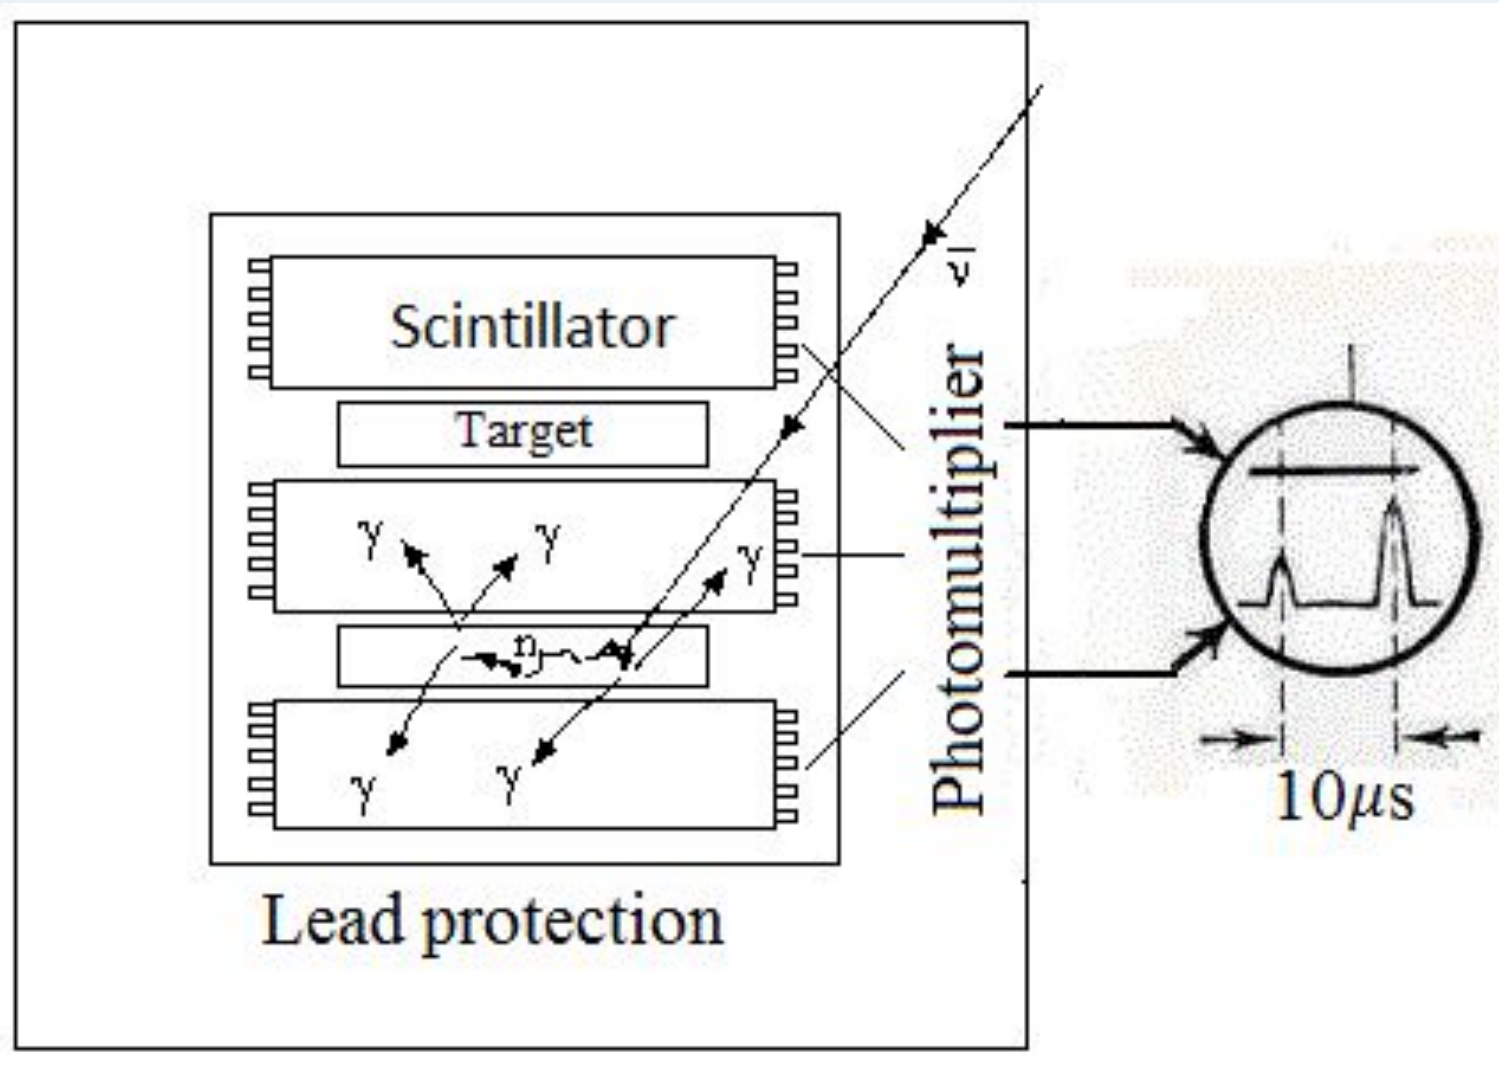 Scintillator
Target
ν̅
γ
γ
γ
n
γ
γ
Photomultiplier
10μs
Lead protection